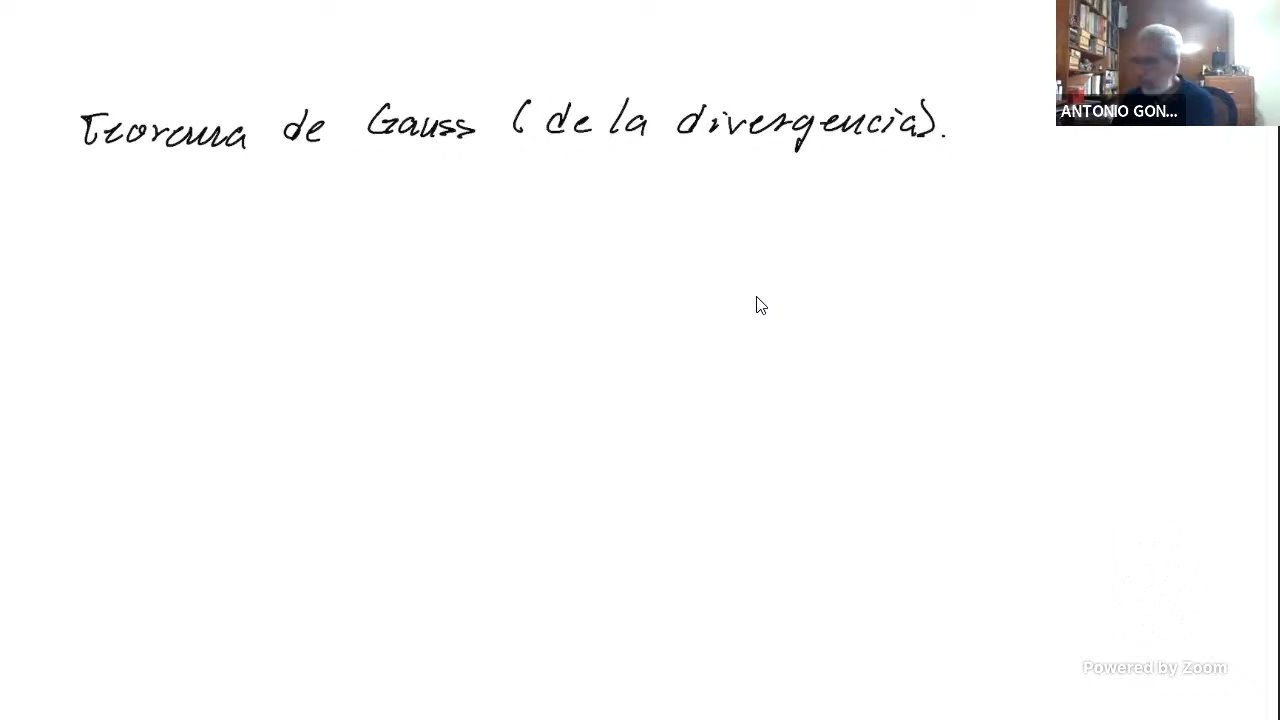 Teorema de Gauss ( de la divergencia).
ANTONIO GON...
Powered by Zoom